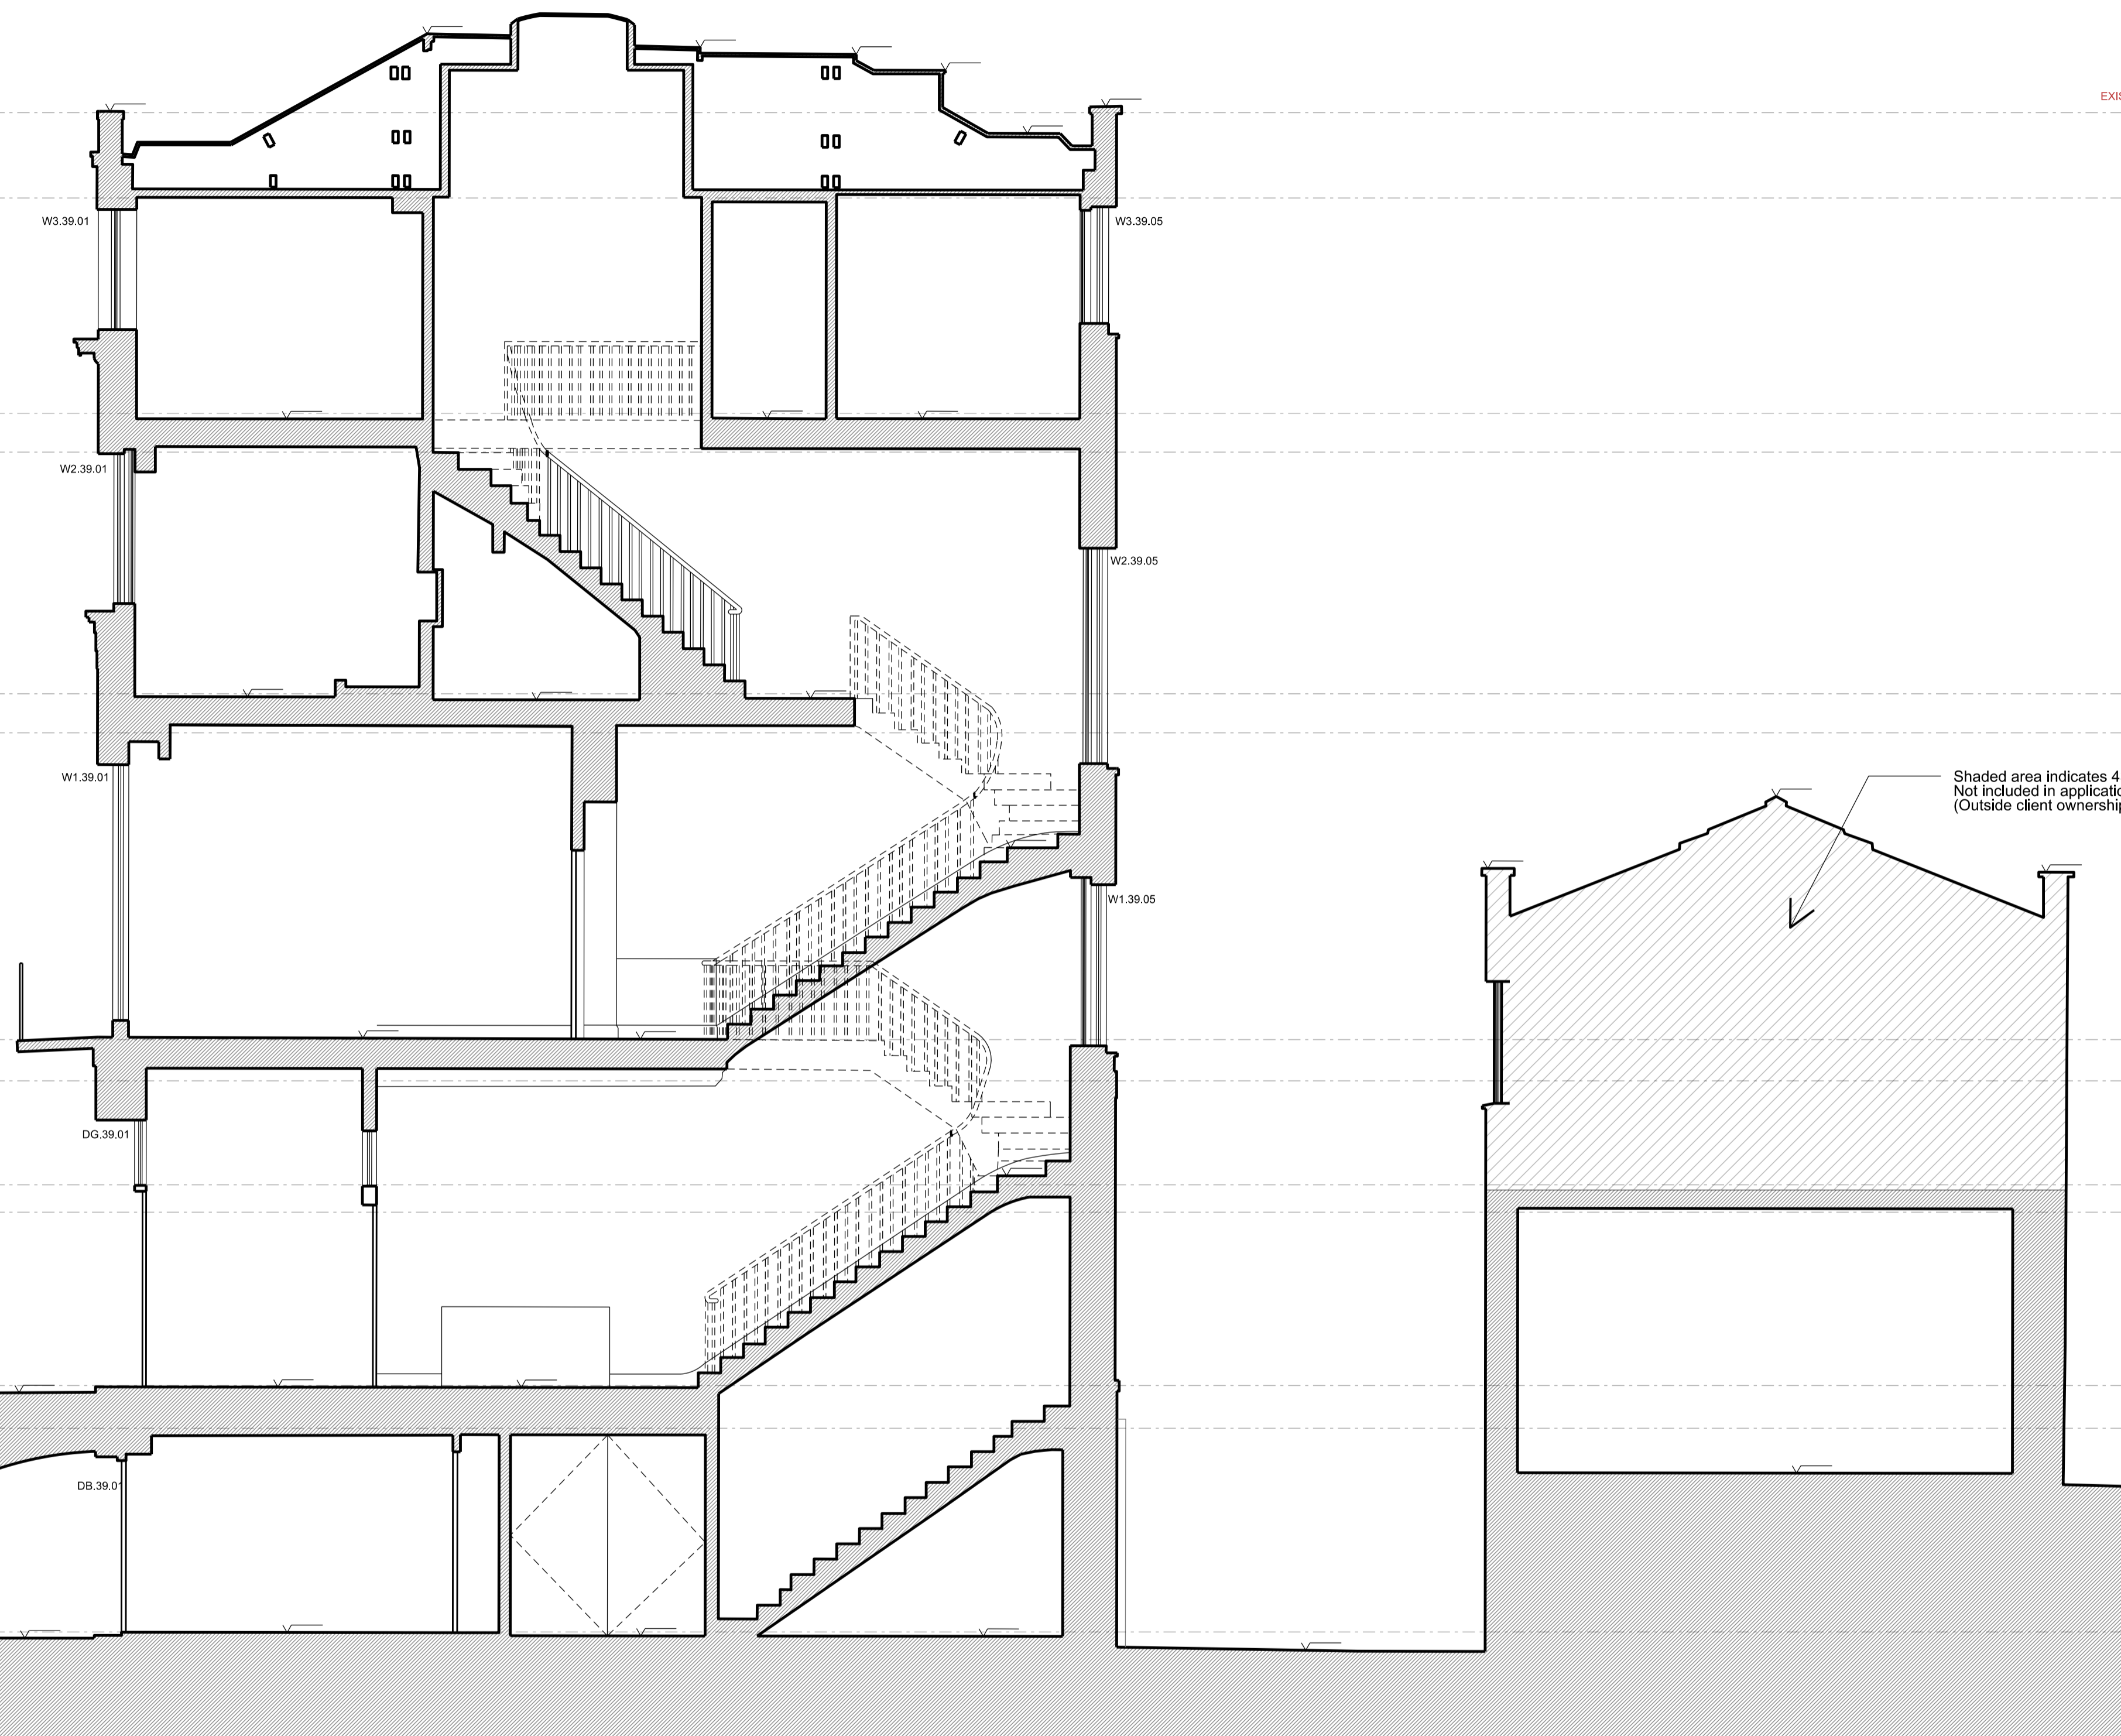 EXIS
W3.39.01
W3.39.05
W2.39.01
W2.39.05
W1.39.01
Shaded area indicates 4
Not included in applicatio
(Outside client ownership
W1.39.05
DG.39.01
DB.39.01